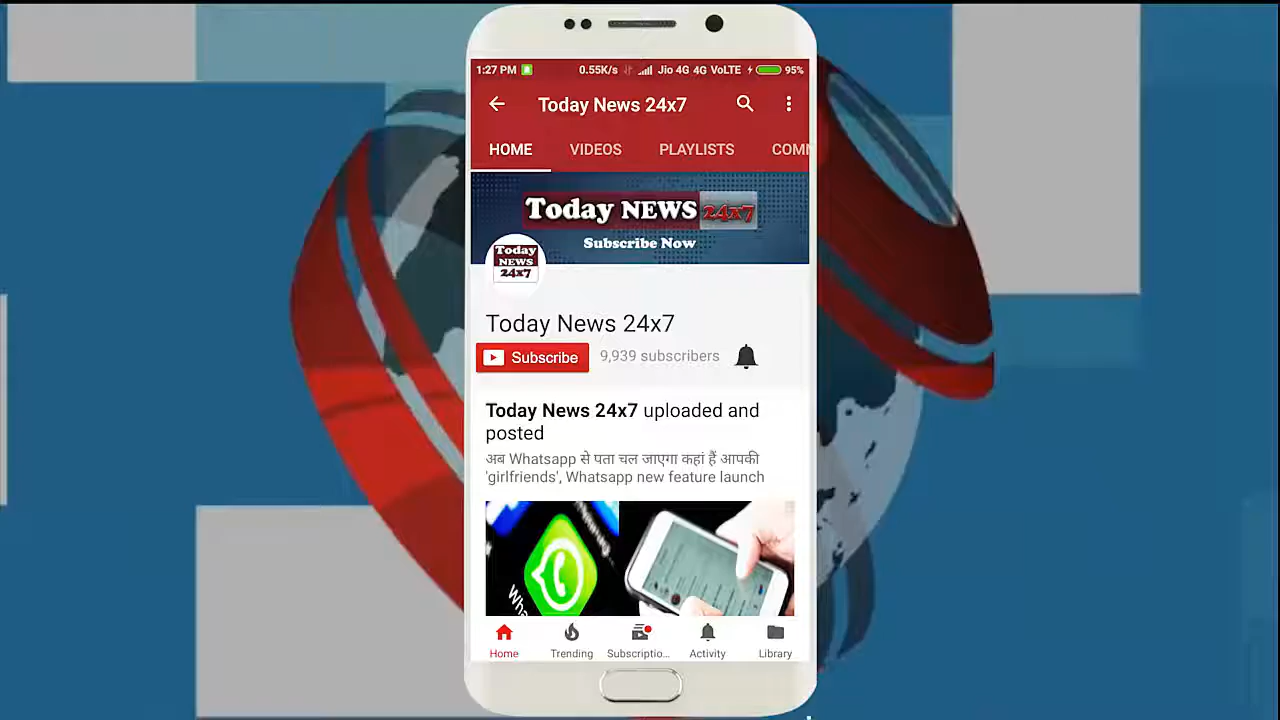 1:27 PM 0.55K/s Jio 4G 4G VoLTE 95%
Today News 24x7
HOME VIDEOS PLAYLISTS COMM
Today NEWS 24x7
Subscribe Now
Today
NEWS
24x7
Today News 24x7
Subscribe 9,939 subscribers
Today News 24x7 uploaded and
posted
अब Whatsapp से पता चल जाएगा कहां हैं आपकी
'girlfriends', Whatsapp new feature launch
Home Trending Subscriptio... Activity Library